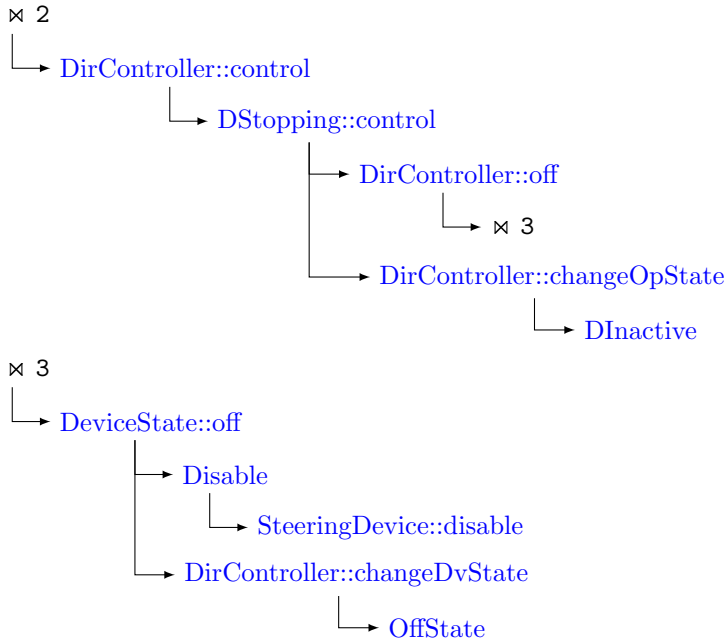 ⋈ 2
DirController::control
DStopping::control
DirController::off
⋈ 3
DirController::changeOpState
DInactive
⋈ 3
DeviceState::off
Disable
SteeringDevice::disable
DirController::changeDvState
OffState